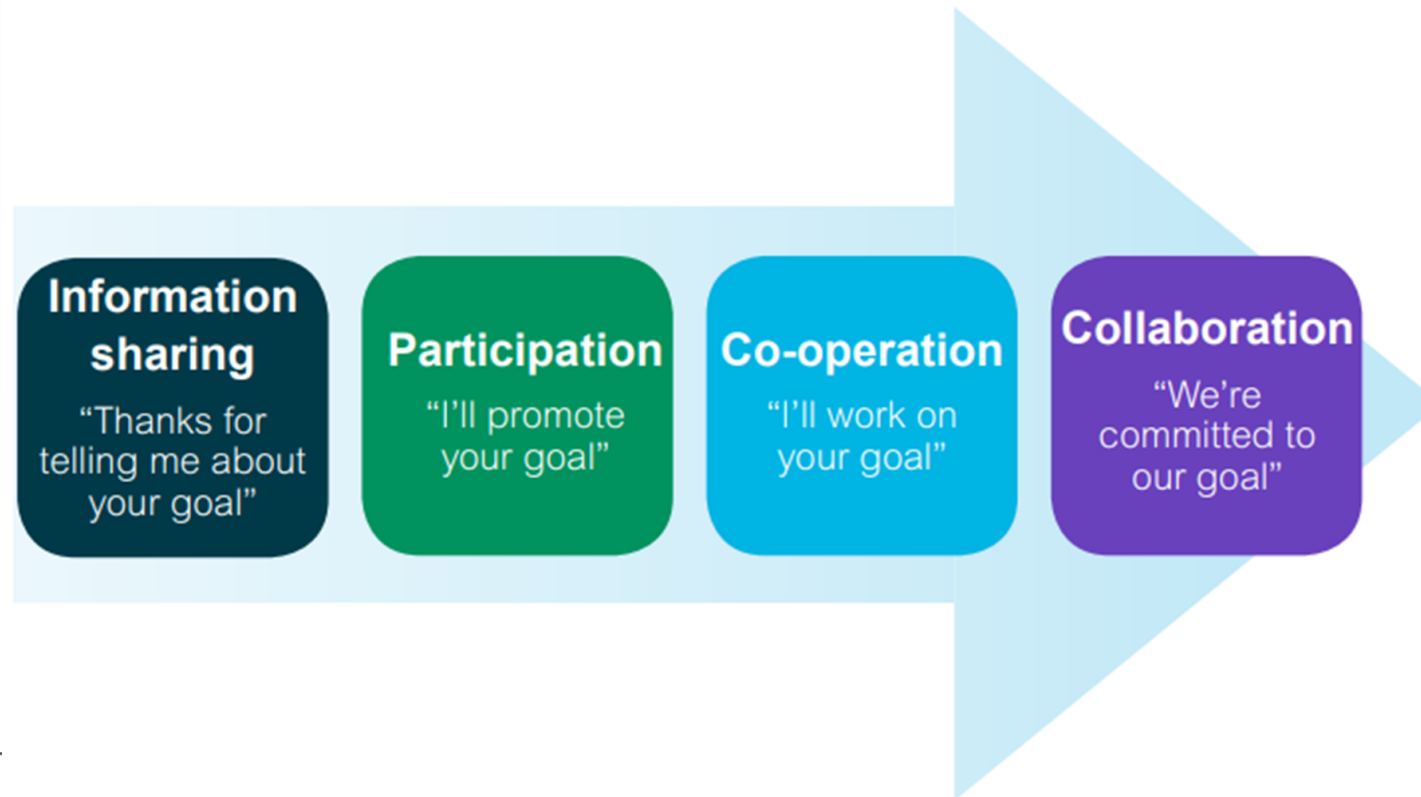 Information
sharing
“Thanks for
telling me about
your goal”
Participation
“I’ll promote
your goal”
Co-operation
“I’ll work on
your goal”
Collaboration
“We’re
committed to
our goal”